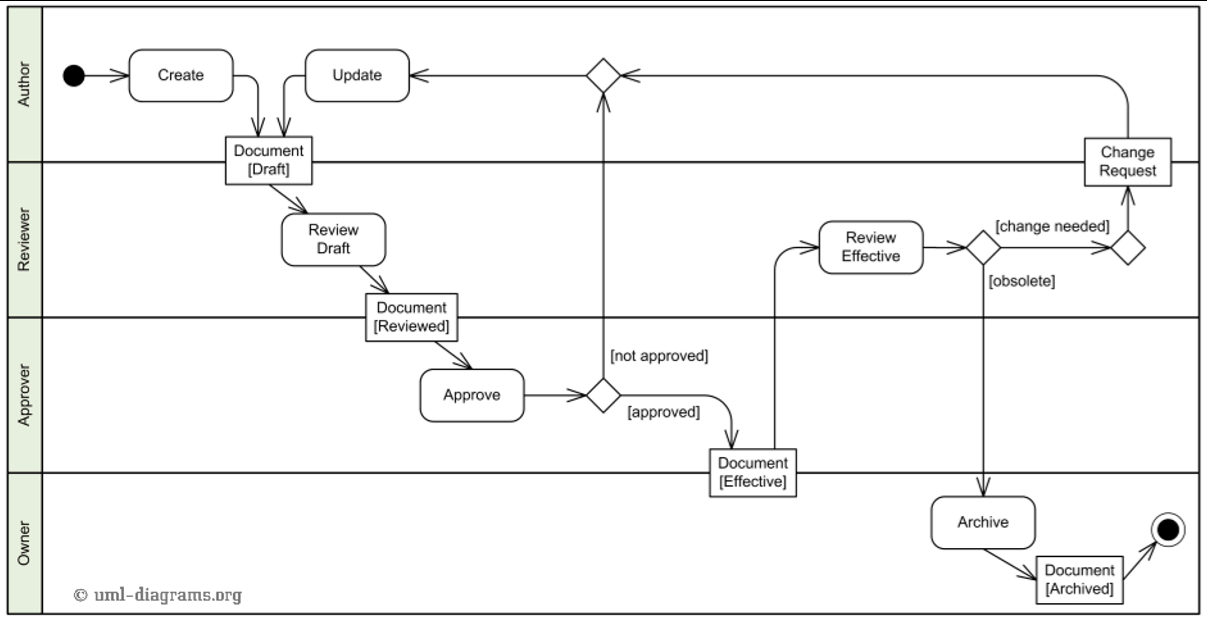 Author
Create
Update
Document
[Draft]
Change
Request
Reviewer
Review
Draft
Review
Effective
[change needed]
[obsolete]
Document
[Reviewed]
Approver
[not approved]
Approve
[approved]
Document
[Effective]
Owner
Archive
Document
[Archived]
© uml-diagrams.org